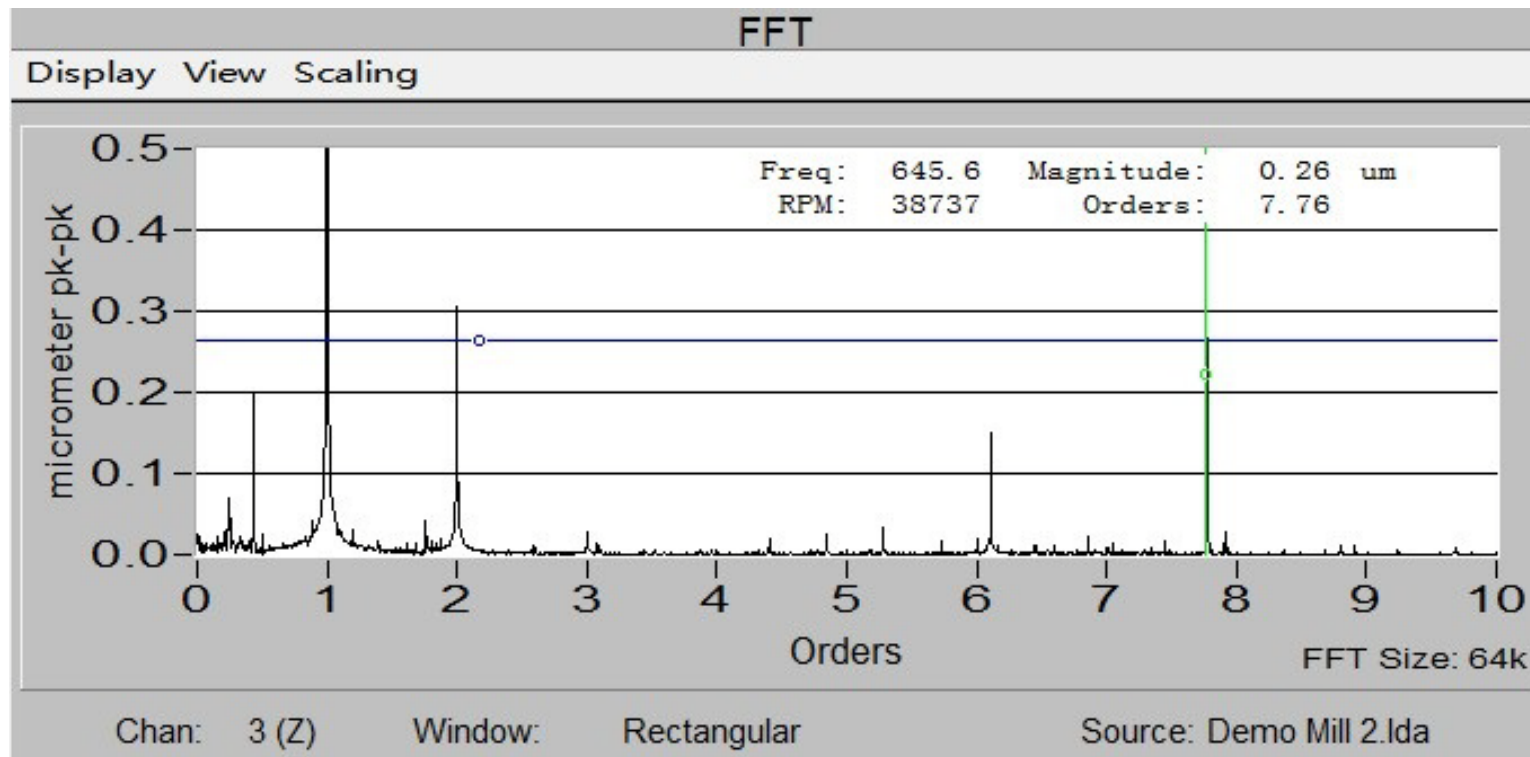 FFT
Display View Scaling
Freq: 645.6 Magnitude: 0.26 um
RPM: 38737 Orders: 7.76
micrometer pk-pk
0.5
0.4
0.3
0.2
0.1
0.0
0 1 2 3 4 5 6 7 8 9 10
Orders
FFT Size: 64k
Chan: 3 (Z) Window: Rectangular Source: Demo Mill 2.lda